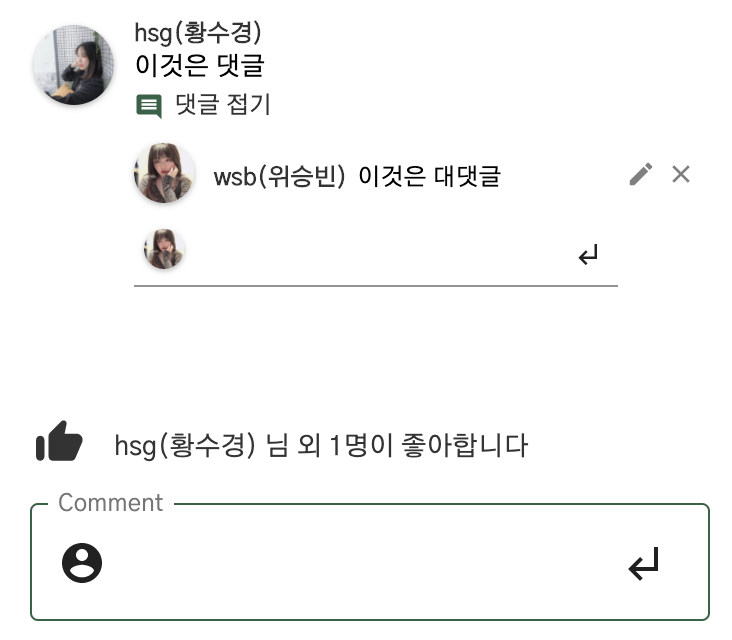 hsg(황수경)
이것은 댓글
댓글 접기
wsb(위승빈) 이것은 대댓글
hsg(황수경) 님 외 1명이 좋아합니다
Comment